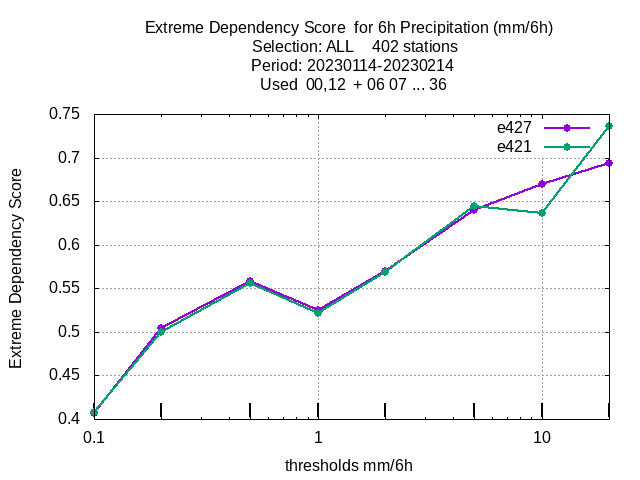 Extreme Dependency Score  for 6h Precipitation (mm/6h)
Selection: ALL    402 stations
Period: 20230114-20230214
Used  00,12  + 06 07 ... 36
0.75
0.7
0.65
0.6
0.55
0.5
0.45
0.4
Extreme Dependency Score
e427
e421
0.1
1
10
thresholds mm/6h